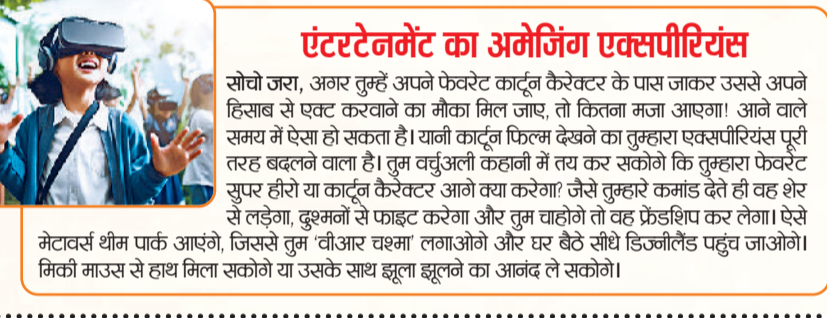 एंटरटेनमेंट का अमेजिंग एक्सपीरियंस
सोचो जरा, अगर तुम्हें अपने फेवरेट कार्टून कैरेक्टर के पास जाकर उससे अपने
हिसाब से एक्ट करवाने का मौका मिल जाए, तो कितना मजा आएगा! आने वाले
समय में ऐसा हो सकता है। यानी कार्टून फिल्म देखने का तुम्हारा एक्सपीरियंस पूरी
तरह बदलने वाला है। तुम वर्चुअली कहानी में तय कर सकोगे कि तुम्हारा फेवरेट
सुपर हीरो या कार्टून कैरेक्टर आगे क्या करेगा? जैसे तुम्हारे कमांड देते ही वह शेर
से लड़ेगा, दुश्मनों से फाइट करेगा और तुम चाहोगे तो वह फ्रेंडशिप कर लेगा। ऐसे
मेटावर्स थीम पार्क आएंगे, जिससे तुम ‘वीआर चश्मा’ लगाओगे और घर बैठे सीधे डिज्नीलैंड पहुंच जाओगे।
मिकी माउस से हाथ मिला सकोगे या उसके साथ झूला झूलने का आनंद ले सकोगे।